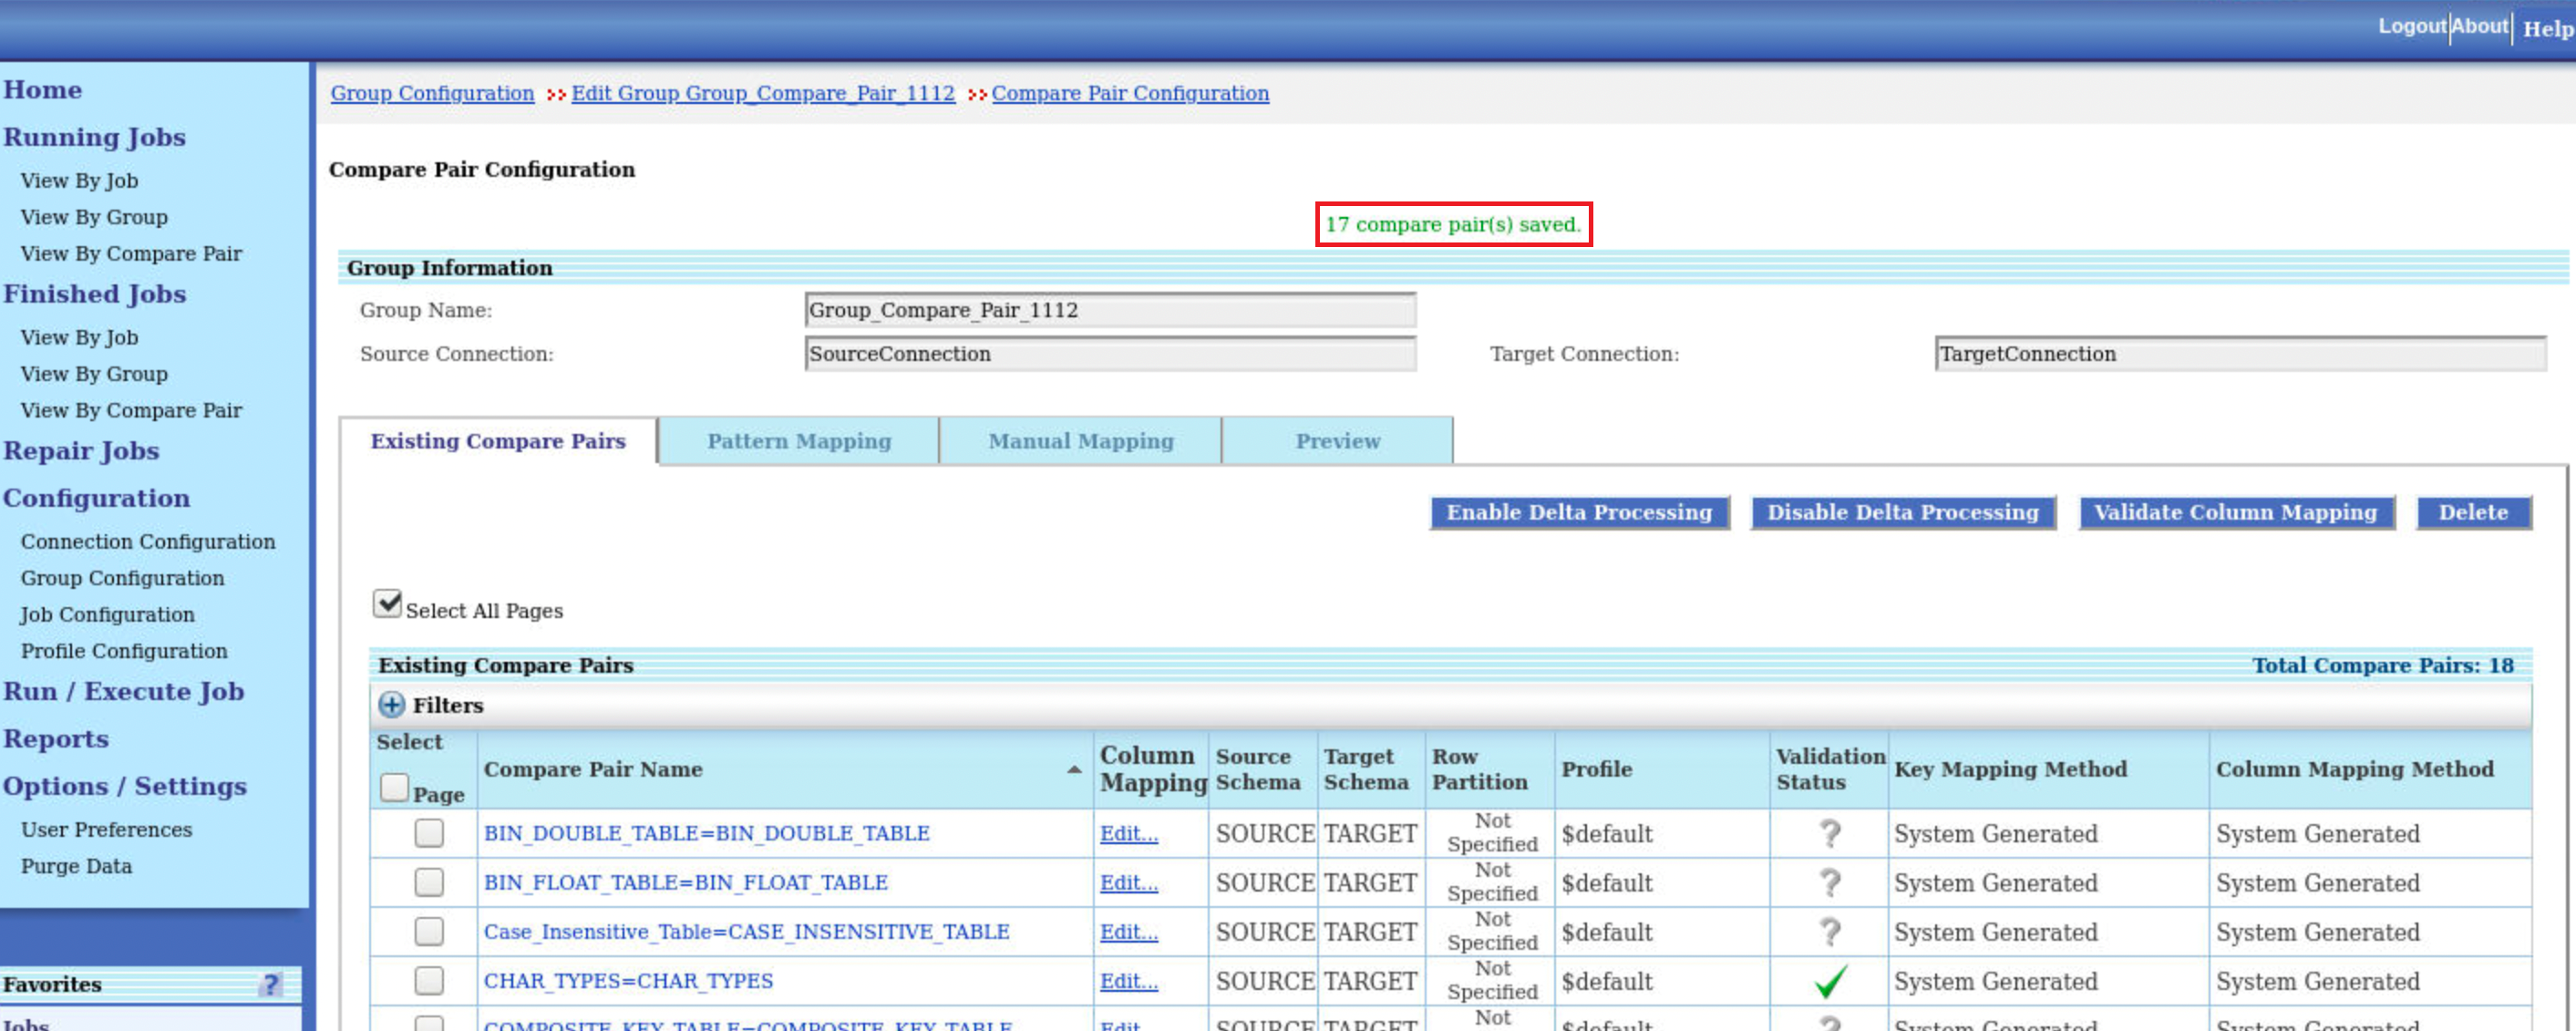 Logout About Help
Home
Running Jobs
View By Job
View By Group
View By Compare Pair
Finished Jobs
View By Job
View By Group
View By Compare Pair
Repair Jobs
Configuration
Connection Configuration
Group Configuration
Job Configuration
Profile Configuration
Run / Execute Job
Reports
Options / Settings
User Preferences
Purge Data
Favorites ?
Jobs
Group Configuration Edit Group Group_Compare_Pair_1112 Compare Pair Configuration
Compare Pair Configuration
17 compare pair(s) saved.
Group Information
Group Name: Group_Compare_Pair_1112
Source Connection: SourceConnection Target Connection: TargetConnection
Existing Compare Pairs Pattern Mapping Manual Mapping Preview
Enable Delta Processing Disable Delta Processing Validate Column Mapping Delete
Select All Pages
Existing Compare Pairs Total Compare Pairs: 18
Filters
Select Page Compare Pair Name Column Mapping Source Schema Target Schema Row Partition Profile Validation Status Key Mapping Method Column Mapping Method
BIN_DOUBLE_TABLE=BIN_DOUBLE_TABLE Edit... SOURCE TARGET Not Specified $default ? System Generated System Generated
BIN_FLOAT_TABLE=BIN_FLOAT_TABLE Edit... SOURCE TARGET Not Specified $default ? System Generated System Generated
Case_Insensitive_Table=CASE_INSENSITIVE_TABLE Edit... SOURCE TARGET Not Specified $default ? System Generated System Generated
CHAR_TYPES=CHAR_TYPES Edit... SOURCE TARGET Not Specified $default System Generated System Generated
COMPOSITE_KEY_TABLE=COMPOSITE_KEY_TABLE Edit... SOURCE TARGET Not $default ? System Generated System Generated